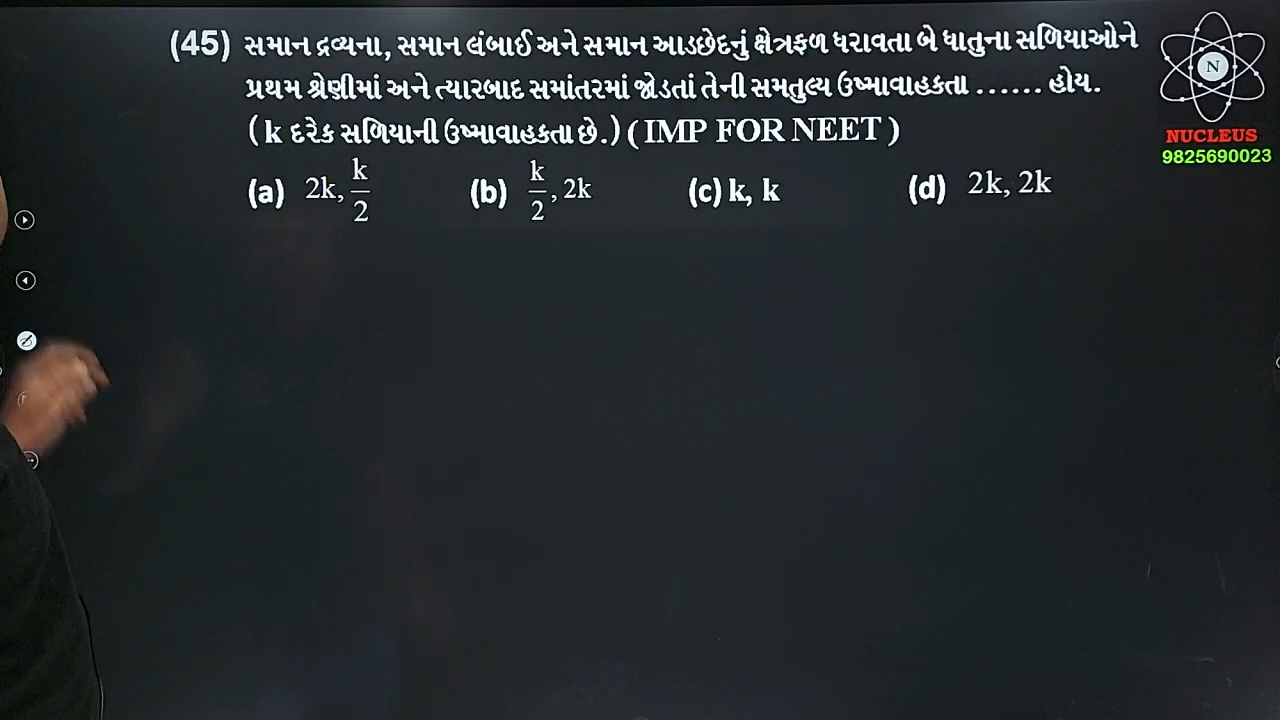 (45) સમાન દ્રવ્યના, સમાન લંબાઈ અને સમાન આડછેદનું ક્ષેત્રફળ ધરાવતા બે ધાતુના સળિયાઓને
પ્રથમ શ્રેણીમાં અને ત્યારબાદ સમાંતરમાં જોડતાં તેની સમતુલ્ય ઉષ્માવાહકતા ...... હોય.
(k દરેક સળિયાની ઉષ્માવાહકતા છે.) (IMP FOR NEET)
(a) 2k, k/2 (b) k/2, 2k (c) k, k (d) 2k, 2k
N
NUCLEUS
9825690023